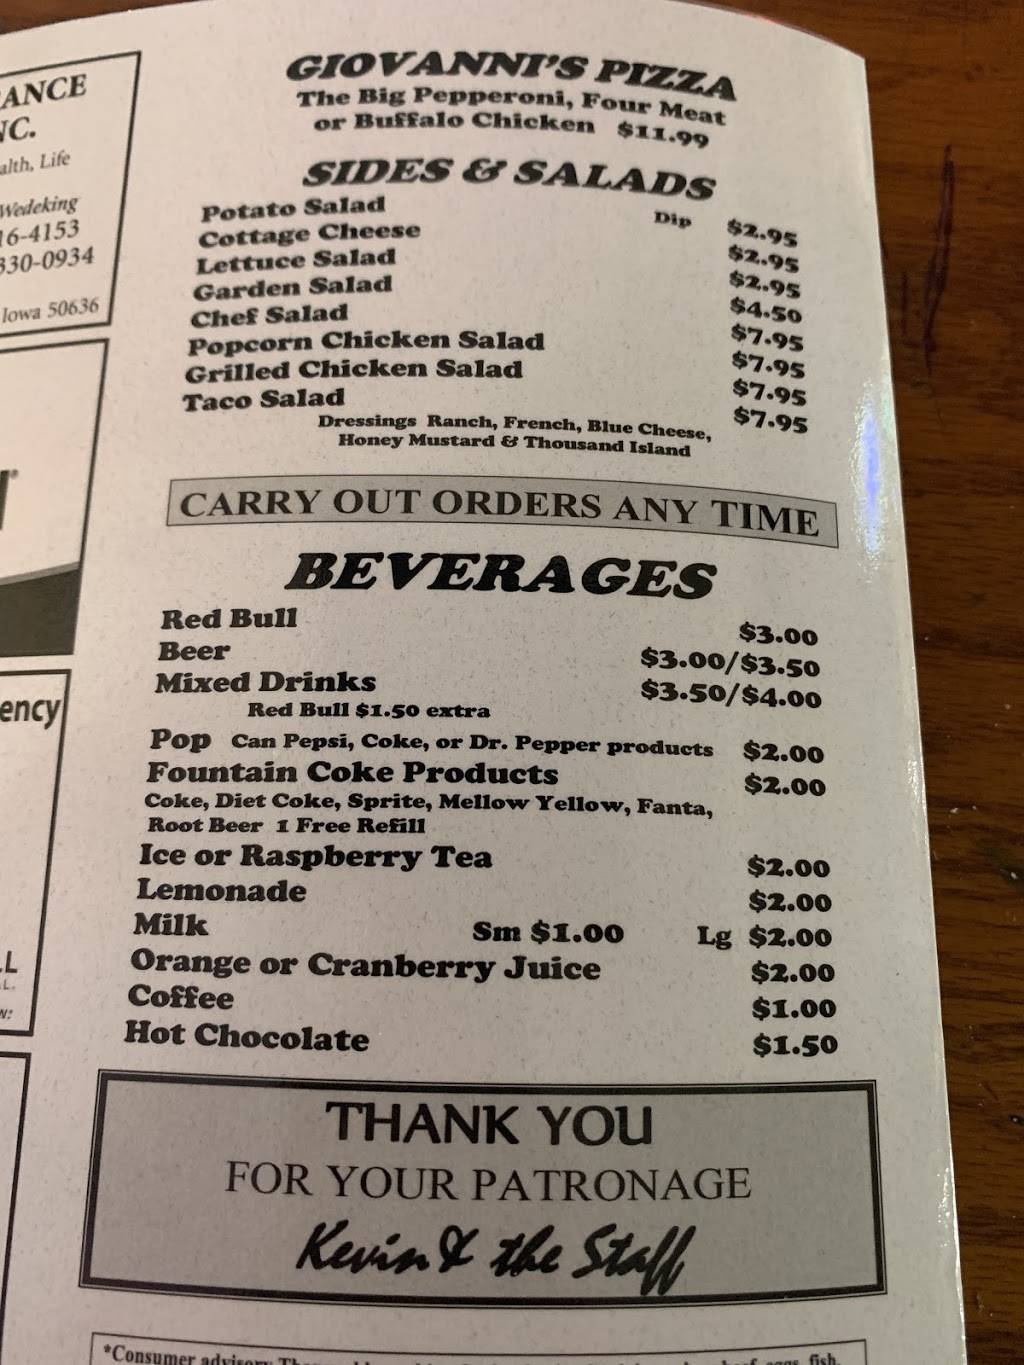 ANCE
NC.
alth, Life
Wedeking
16-4153
330-0934
Iowa 50636
ency
GIOVANNI'S PIZZA
The Big Pepperoni, Four Meat
or Buffalo Chicken $11.99
SIDES & SALADS
Potato Salad Dip $2.95
Cottage Cheese $2.95
Lettuce Salad $2.95
Garden Salad $4.50
Chef Salad $7.95
Popcorn Chicken Salad $7.95
Grilled Chicken Salad $7.95
Taco Salad $7.95
Dressings Ranch, French, Blue Cheese,
Honey Mustard & Thousand Island
CARRY OUT ORDERS ANY TIME
BEVERAGES
Red Bull $3.00
Beer $3.00/$3.50
Mixed Drinks $3.50/$4.00
Red Bull $1.50 extra
Pop Can Pepsi, Coke, or Dr. Pepper products $2.00
Fountain Coke Products $2.00
Coke, Diet Coke, Sprite, Mellow Yellow, Fanta,
Root Beer 1 Free Refill
Ice or Raspberry Tea $2.00
Lemonade $2.00
Milk Sm $1.00 Lg $2.00
Orange or Cranberry Juice $2.00
Coffee $1.00
Hot Chocolate $1.50
THANK YOU
FOR YOUR PATRONAGE
Kevin & the Staff
*Consumer advisory eggs, fish,